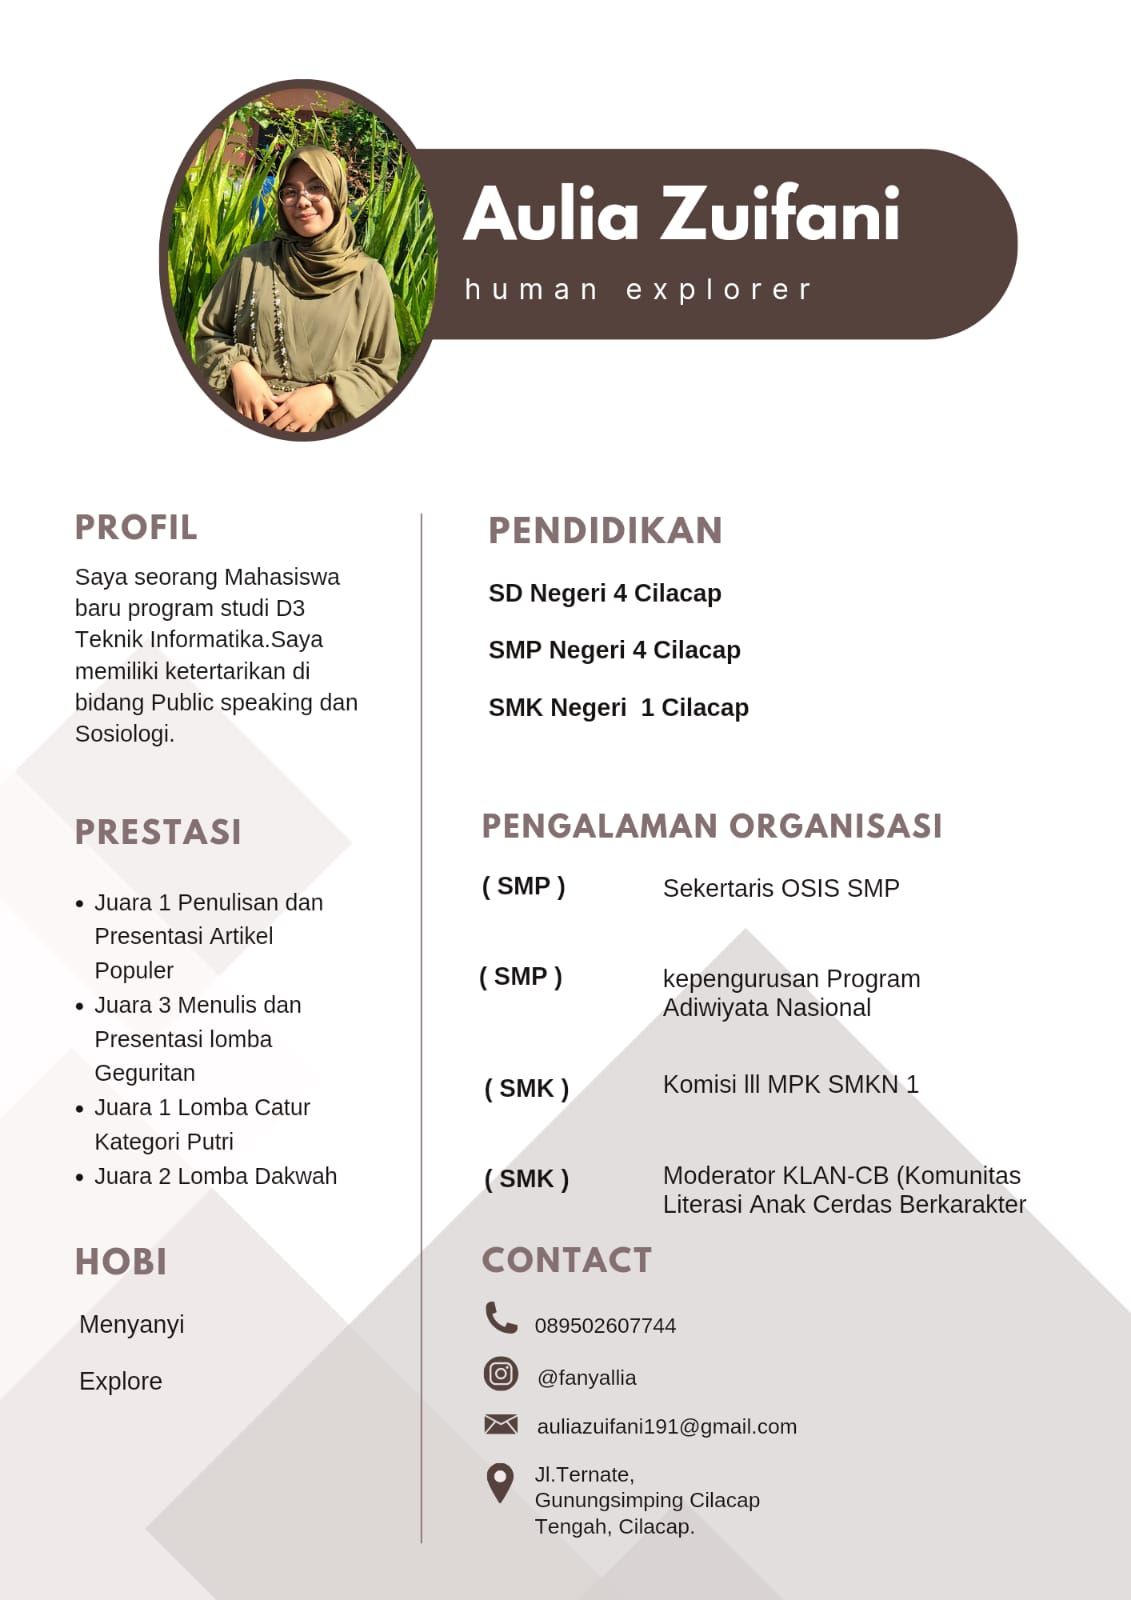 Aulia Zuifani
human explorer
PROFIL
Saya seorang Mahasiswa
baru program studi D3
Teknik Informatika.Saya
memiliki ketertarikan di
bidang Public speaking dan
Sosiologi.
PRESTASI
• Juara 1 Penulisan dan
Presentasi Artikel
Populer
• Juara 3 Menulis dan
Presentasi lomba
Geguritan
• Juara 1 Lomba Catur
Kategori Putri
• Juara 2 Lomba Dakwah
HOBI
Menyanyi
Explore
PENDIDIKAN
SD Negeri 4 Cilacap
SMP Negeri 4 Cilacap
SMK Negeri  1 Cilacap
PENGALAMAN ORGANISASI
( SMP ) Sekertaris OSIS SMP
( SMP ) kepengurusan Program
Adiwiyata Nasional
( SMK ) Komisi lll MPK SMKN 1
( SMK ) Moderator KLAN-CB (Komunitas
Literasi Anak Cerdas Berkarakter
CONTACT
089502607744
@fanyallia
auliazuifani191@gmail.com
Jl.Ternate,
Gunungsimping Cilacap
Tengah, Cilacap.